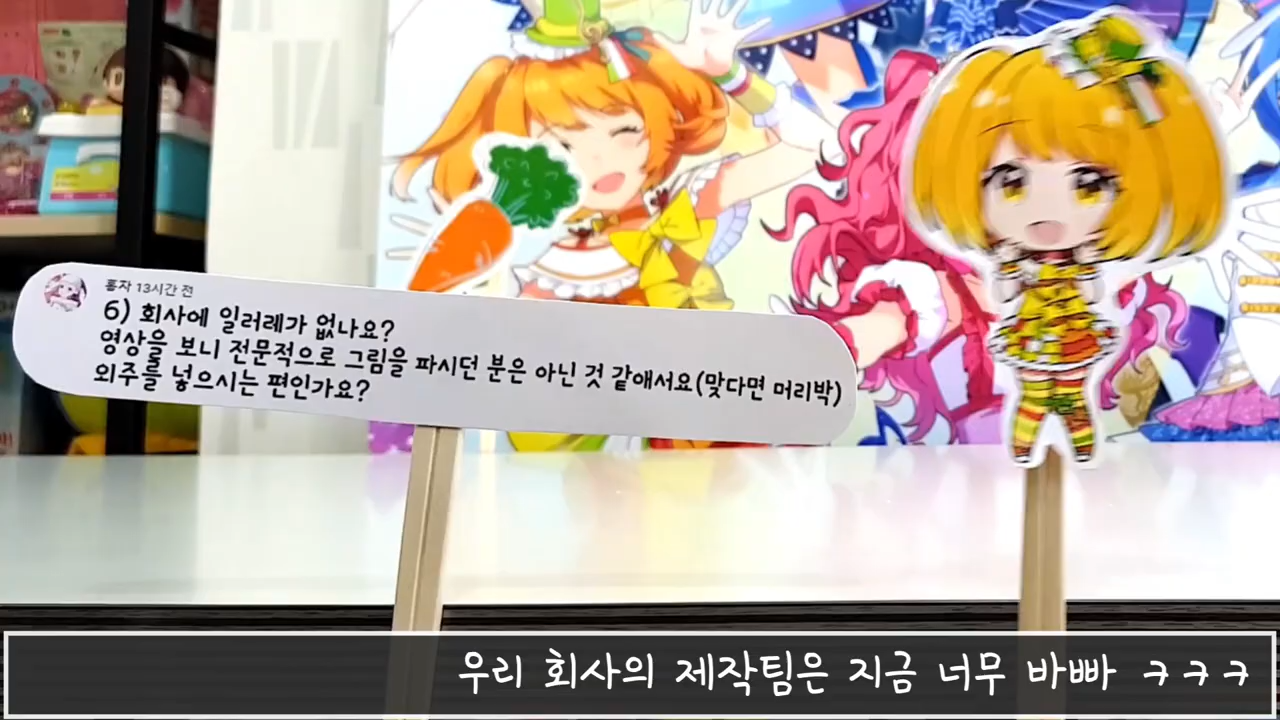 홍자 13시간 전
6) 회사에 일러레가 없나요?
영상을 보니 전문적으로 그림을 파시던 분은 아닌 것 같애서요(맞다면 머리박)
외주를 넣으시는 편인가요?
우리 회사의 제작팀은 지금 너무 바빠 ㅋㅋㅋ